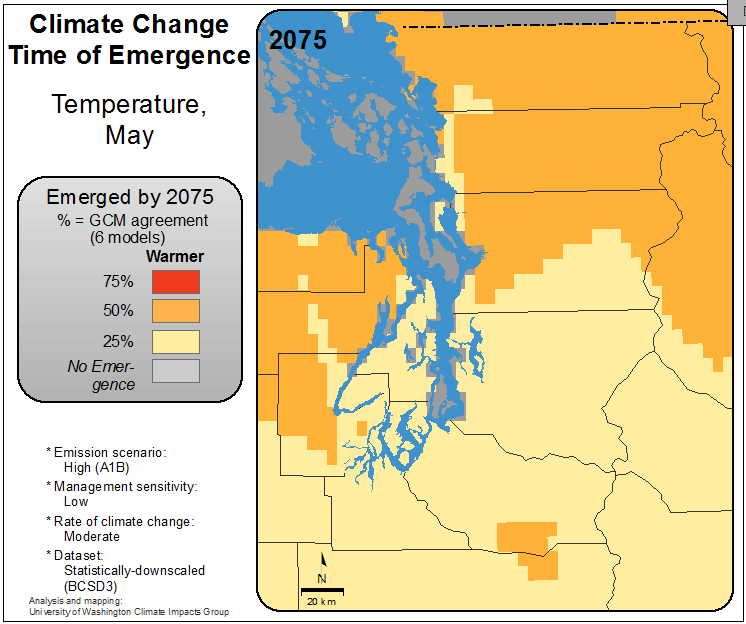 Climate Change
Time of Emergence
Temperature,
May
Emerged by 2075
% = GCM agreement
(6 models)
Warmer
75%
50%
25%
No Emer-
gence
* Emission scenario:
High (A1B)
* Management sensitivity:
Low
* Rate of climate change:
Moderate
* Dataset:
Statistically-downscaled
(BCSD3)
Analysis and mapping:
University of Washington Climate Impacts Group
2075
N
20 km